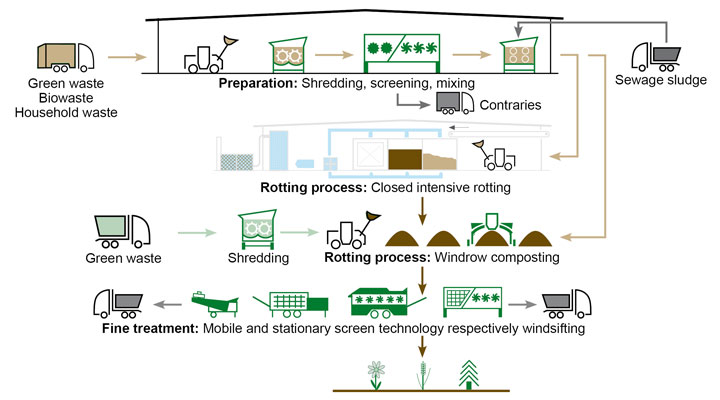 Green waste
Biowaste
Household waste
Preparation: Shredding, screening, mixing
Sewage sludge
Contraries
Rotting process: Closed intensive rotting
Green waste
Shredding
Rotting process: Windrow composting
Fine treatment: Mobile and stationary screen technology respectively windsifting